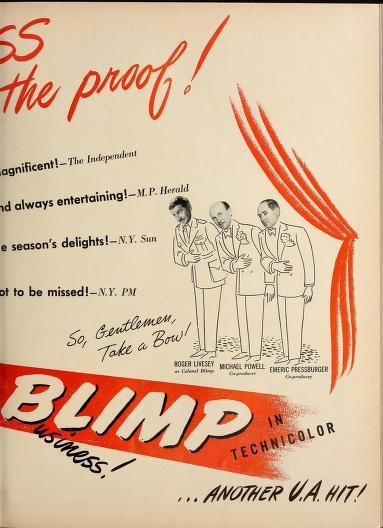 SS
the proof!
agnificent!—The Independent
nd always entertaining!—M.P. Herald
e season's delights!—N.Y. Sun
ot to be missed!—N.Y. PM
So, Gentlemen,
Take a Bow!
ROGER LIVESEY
as Colonel Blimp
MICHAEL POWELL
Co-producer
EMERIC PRESSBURGER
Co-producer
BLIMP
usiness!
IN
TECHNICOLOR
... ANOTHER U.A. HIT!